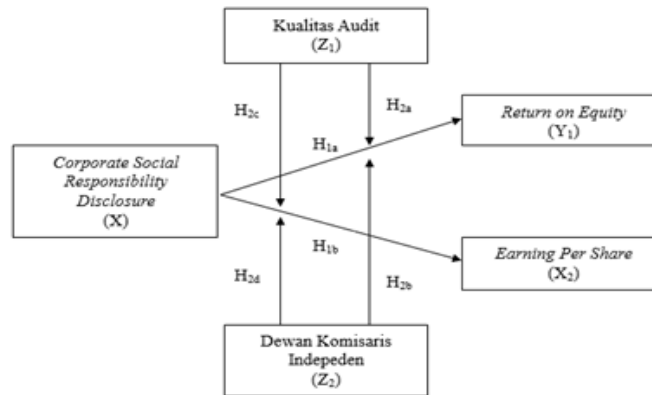 Kualitas Audit
(Z₁)
H₂c
H₂a
Return on Equity
(Y₁)
H₁a
Corporate Social
Responsibility
Disclosure
(X)
H₁b
Earning Per Share
(X₂)
H₂d
H₂b
Dewan Komisaris
Indepeden
(Z₂)